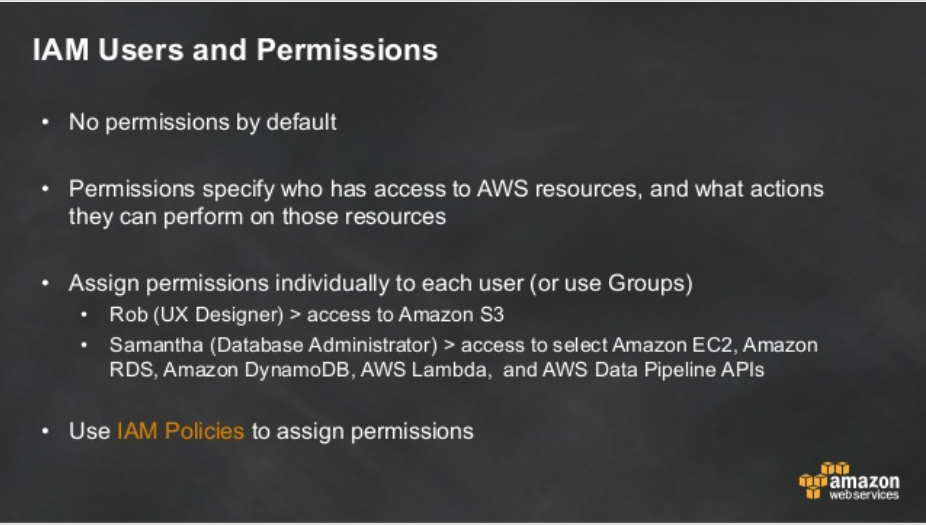 IAM Users and Permissions
• No permissions by default
• Permissions specify who has access to AWS resources, and what actions
they can perform on those resources
• Assign permissions individually to each user (or use Groups)
• Rob (UX Designer) > access to Amazon S3
• Samantha (Database Administrator) > access to select Amazon EC2, Amazon
RDS, Amazon DynamoDB, AWS Lambda, and AWS Data Pipeline APIs
• Use IAM Policies to assign permissions
amazon
webservices